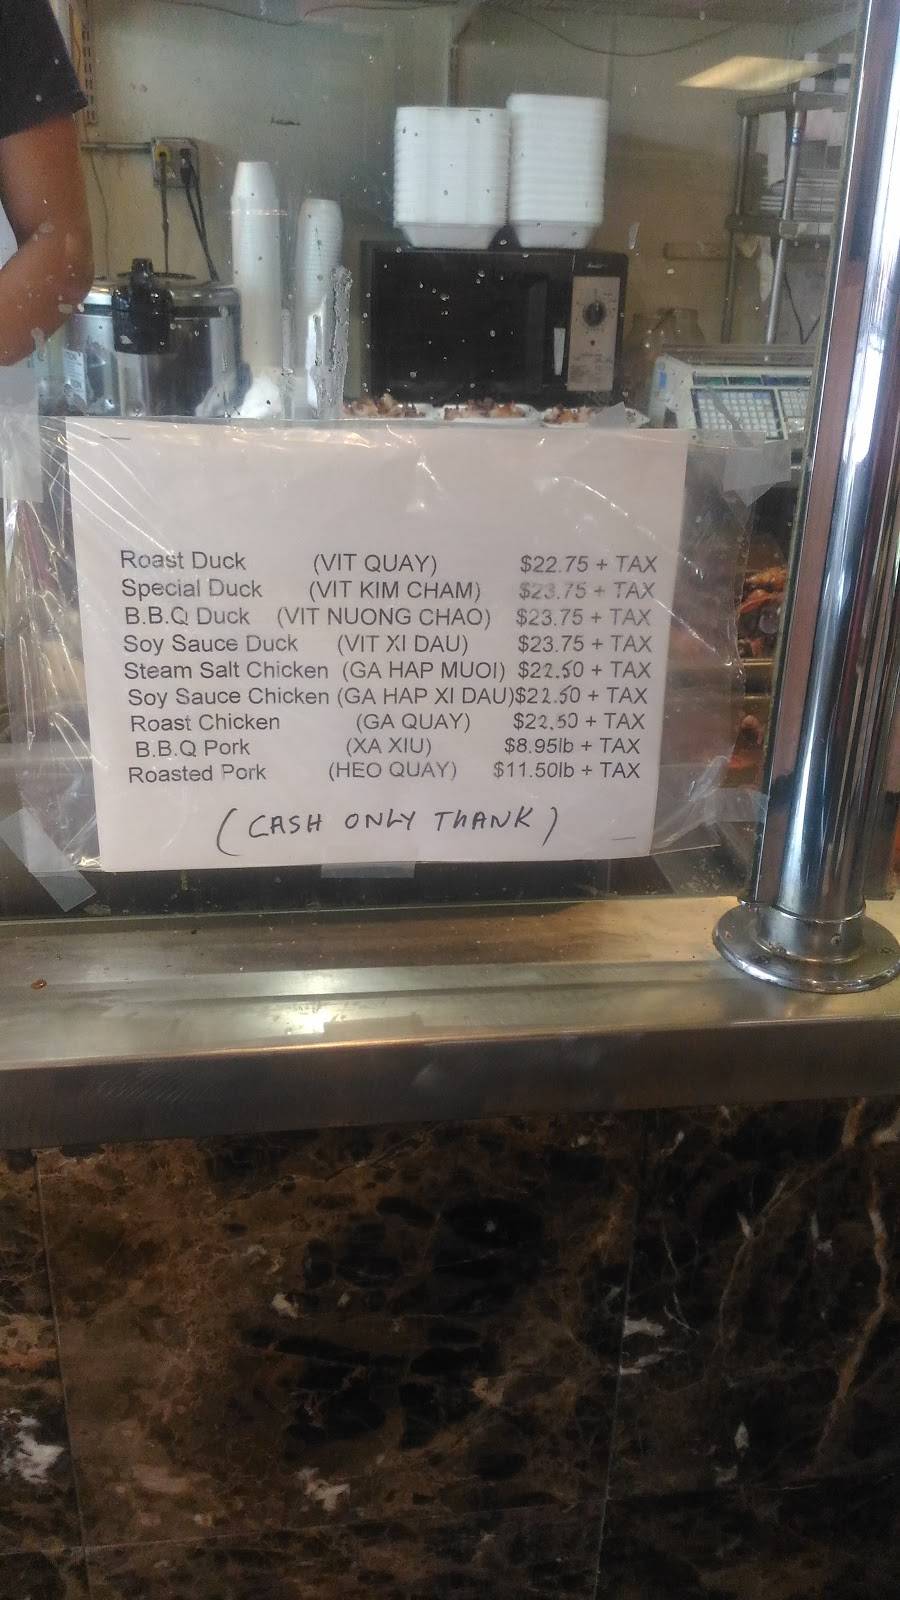 Roast Duck (VIT QUAY) $22.75 + TAX
Special Duck (VIT KIM CHAM) $23.75 + TAX
B.B.Q Duck (VIT NUONG CHAO) $23.75 + TAX
Soy Sauce Duck (VIT XI DAU) $23.75 + TAX
Steam Salt Chicken (GA HAP MUOI) $22.50 + TAX
Soy Sauce Chicken (GA HAP XI DAU) $22.50 + TAX
Roast Chicken (GA QUAY) $22.50 + TAX
B.B.Q Pork (XA XIU) $8.95lb + TAX
Roasted Pork (HEO QUAY) $11.50lb + TAX
(CASH ONLY THANK)